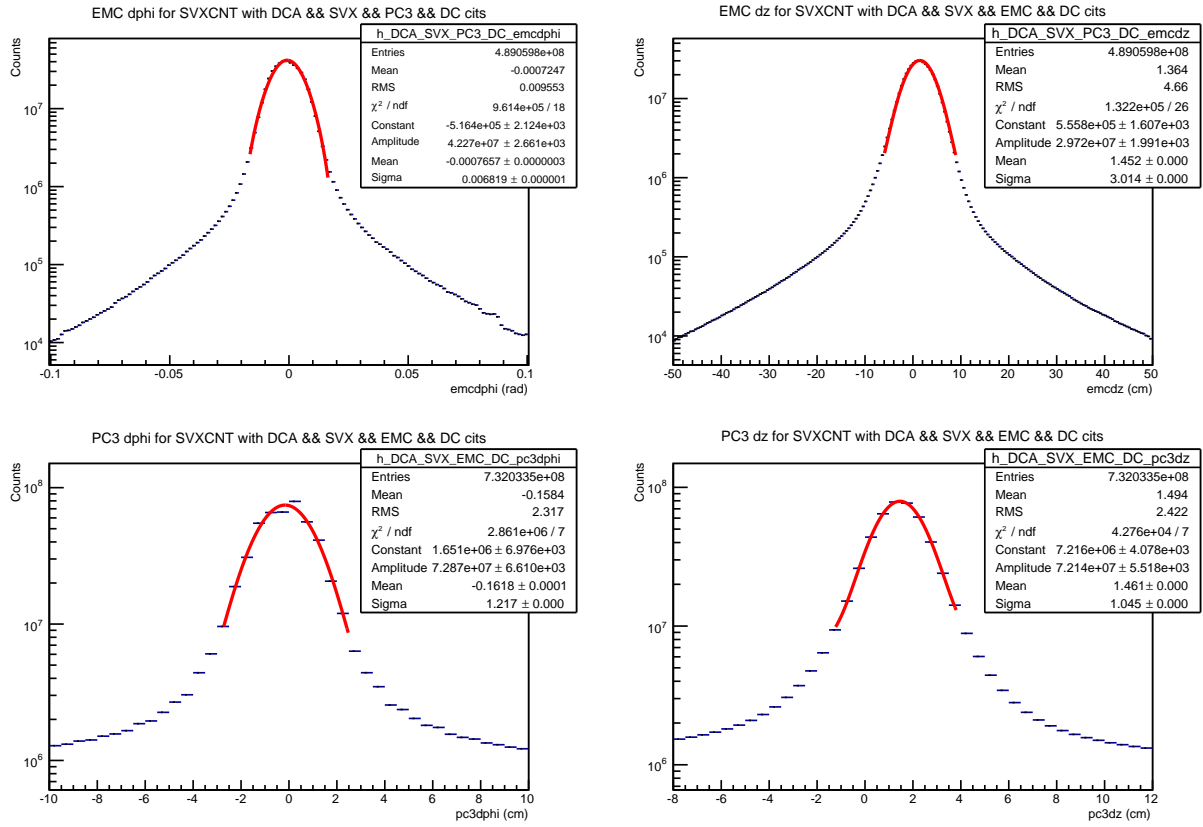 EMC dphi for SVXCNT with DCA && SVX && PC3 && DC cits
Counts
h_DCA_SVX_PC3_DC_emcdphi
Entries 4.890598e+08
Mean -0.0007247
RMS 0.009553
χ² / ndf 9.614e+05 / 18
Constant -5.164e+05 ± 2.124e+03
Amplitude 4.227e+07 ± 2.661e+03
Mean -0.0007657 ± 0.0000003
Sigma 0.006819 ± 0.000001
10⁷
10⁶
10⁵
10⁴
-0.1 -0.05 0 0.05 0.1
emcdphi (rad)
EMC dz for SVXCNT with DCA && SVX && EMC && DC cits
Counts
h_DCA_SVX_PC3_DC_emcdz
Entries 4.890598e+08
Mean 1.364
RMS 4.66
χ² / ndf 1.322e+05 / 26
Constant 5.558e+05 ± 1.607e+03
Amplitude 2.972e+07 ± 1.991e+03
Mean 1.452 ± 0.000
Sigma 3.014 ± 0.000
10⁷
10⁶
10⁵
10⁴
-50 -40 -30 -20 -10 0 10 20 30 40 50
emcdz (cm)
PC3 dphi for SVXCNT with DCA && SVX && EMC && DC cits
Counts
h_DCA_SVX_EMC_DC_pc3dphi
Entries 7.320335e+08
Mean -0.1584
RMS 2.317
χ² / ndf 2.861e+06 / 7
Constant 1.651e+06 ± 6.976e+03
Amplitude 7.287e+07 ± 6.610e+03
Mean -0.1618 ± 0.0001
Sigma 1.217 ± 0.000
10⁸
10⁷
10⁶
-10 -8 -6 -4 -2 0 2 4 6 8 10
pc3dphi (cm)
PC3 dz for SVXCNT with DCA && SVX && EMC && DC cits
Counts
h_DCA_SVX_EMC_DC_pc3dz
Entries 7.320335e+08
Mean 1.494
RMS 2.422
χ² / ndf 4.276e+04 / 7
Constant 7.216e+06 ± 4.078e+03
Amplitude 7.214e+07 ± 5.518e+03
Mean 1.461 ± 0.000
Sigma 1.045 ± 0.000
10⁸
10⁷
10⁶
-8 -6 -4 -2 0 2 4 6 8 10 12
pc3dz (cm)